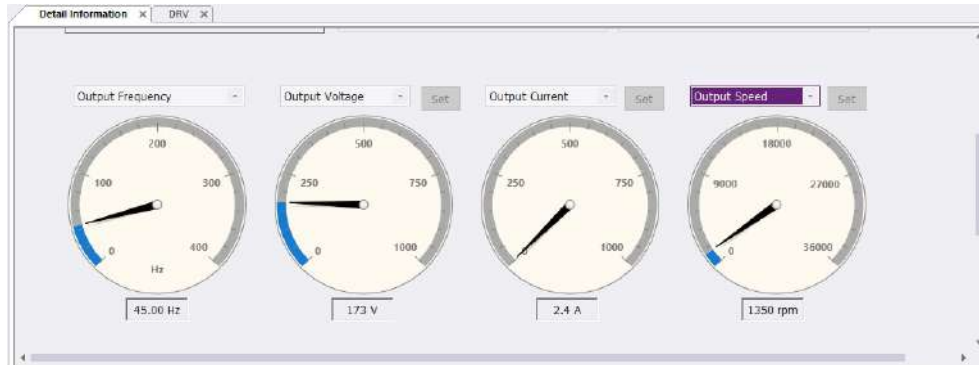 Detail Information × DRV ×
Output Frequency Output Voltage Set Output Current Set Output Speed Set
200 500 500 18000
100 300 250 750 250 750 9000 27000
0 400 0 1000 0 1000 0 36000
Hz
45.00 Hz 173 V 2.4 A 1350 rpm